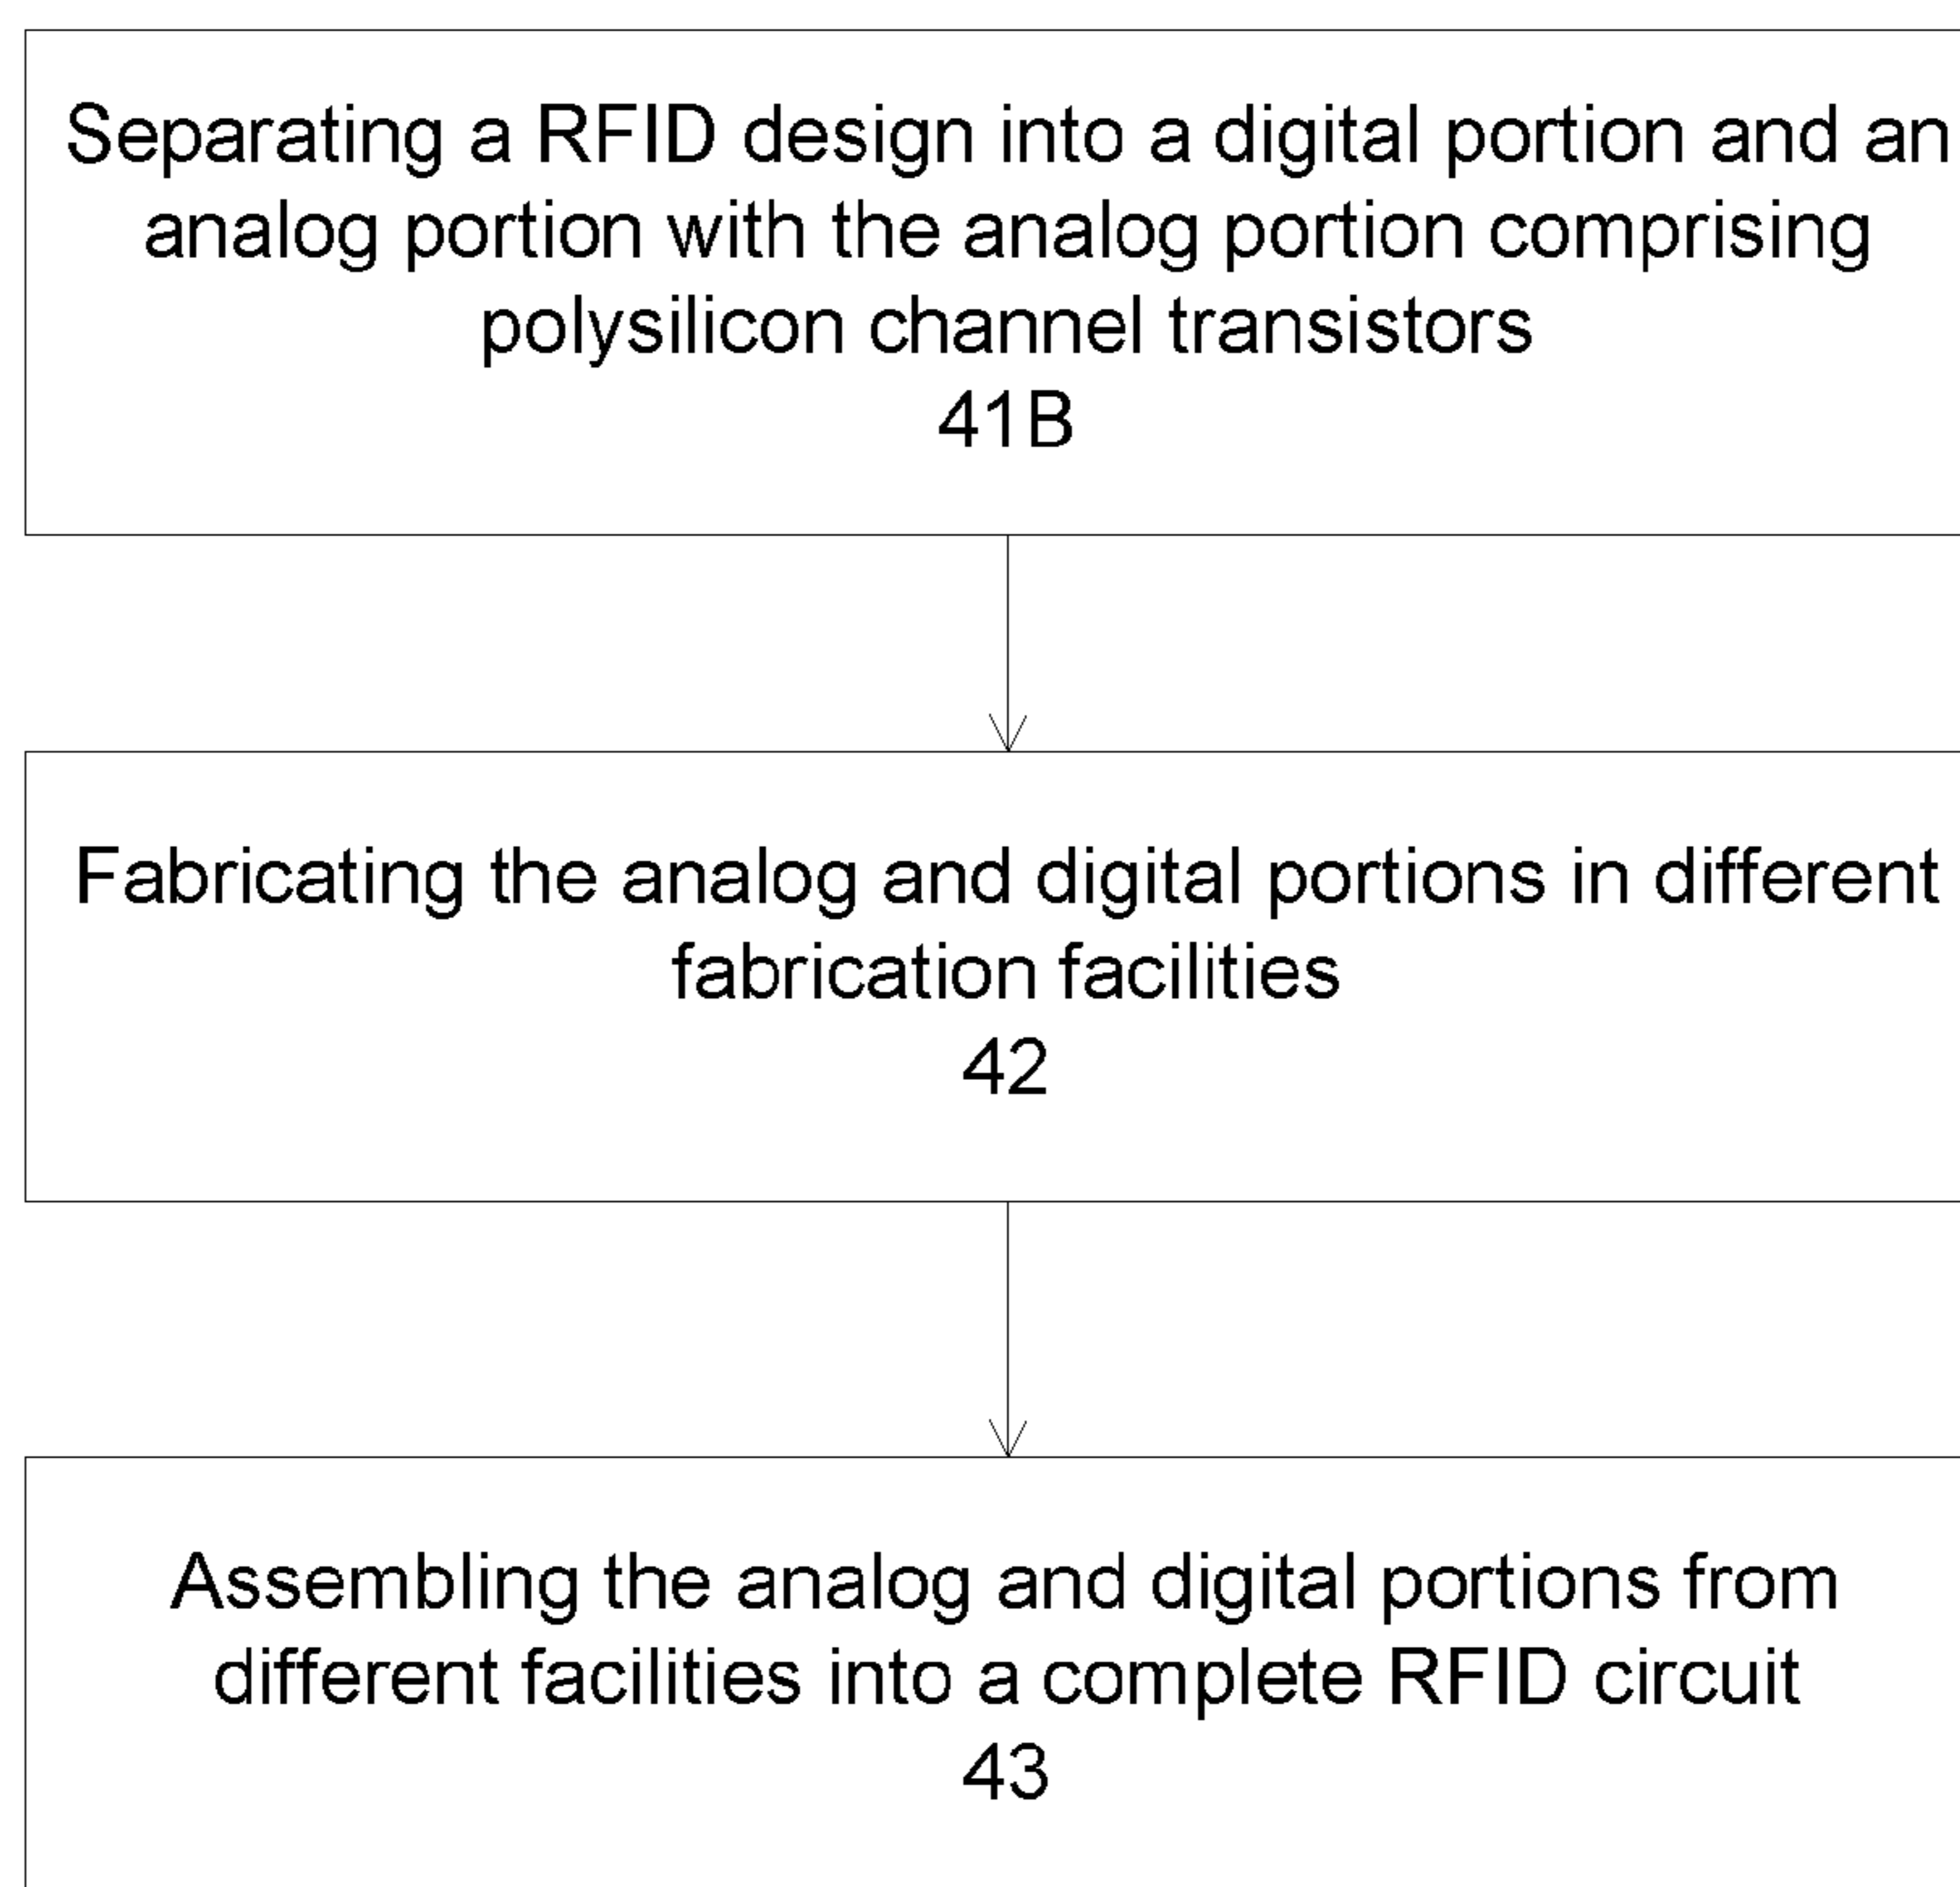 Separating a RFID design into a digital portion and an
analog portion with the analog portion comprising
polysilicon channel transistors
41B
Fabricating the analog and digital portions in different
fabrication facilities
42
Assembling the analog and digital portions from
different facilities into a complete RFID circuit
43